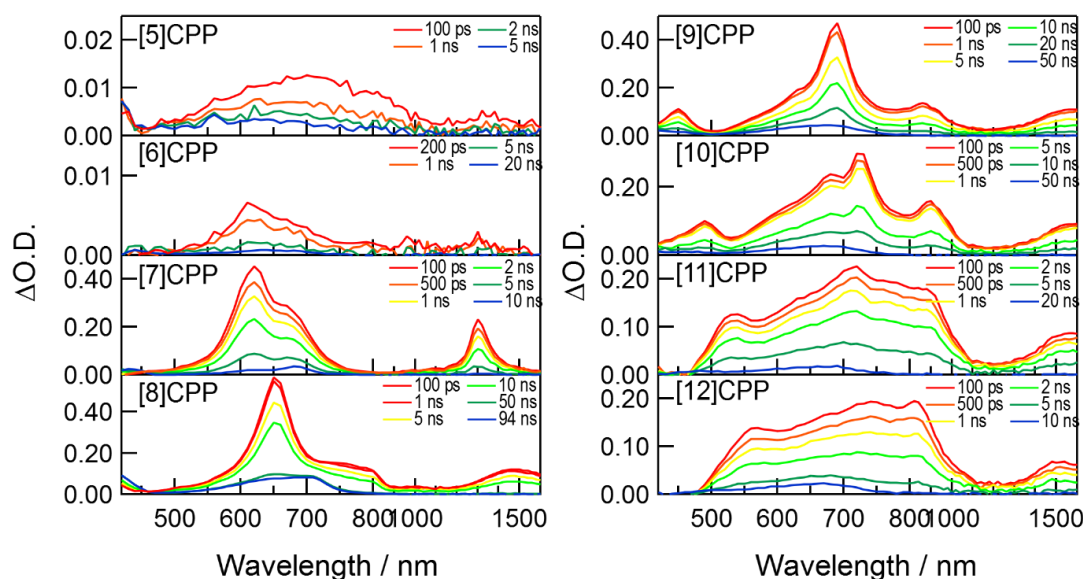 [5]CPP
100 ps 2 ns
1 ns 5 ns
0.02
0.01
0.00
[6]CPP
200 ps 5 ns
1 ns 20 ns
0.01
0.00
[7]CPP
100 ps 2 ns
500 ps 5 ns
1 ns 10 ns
0.40
0.20
0.00
[8]CPP
100 ps 10 ns
1 ns 50 ns
5 ns 94 ns
0.40
0.20
0.00
500 600 700 800 1000 1500
Wavelength / nm
ΔO.D.
[9]CPP
100 ps 10 ns
1 ns 20 ns
5 ns 50 ns
0.40
0.20
0.00
[10]CPP
100 ps 5 ns
500 ps 10 ns
1 ns 50 ns
0.20
0.00
[11]CPP
100 ps 2 ns
500 ps 5 ns
1 ns 20 ns
0.20
0.10
0.00
[12]CPP
100 ps 2 ns
500 ps 5 ns
1 ns 10 ns
0.20
0.10
0.00
500 600 700 800 1000 1500
Wavelength / nm
ΔO.D.